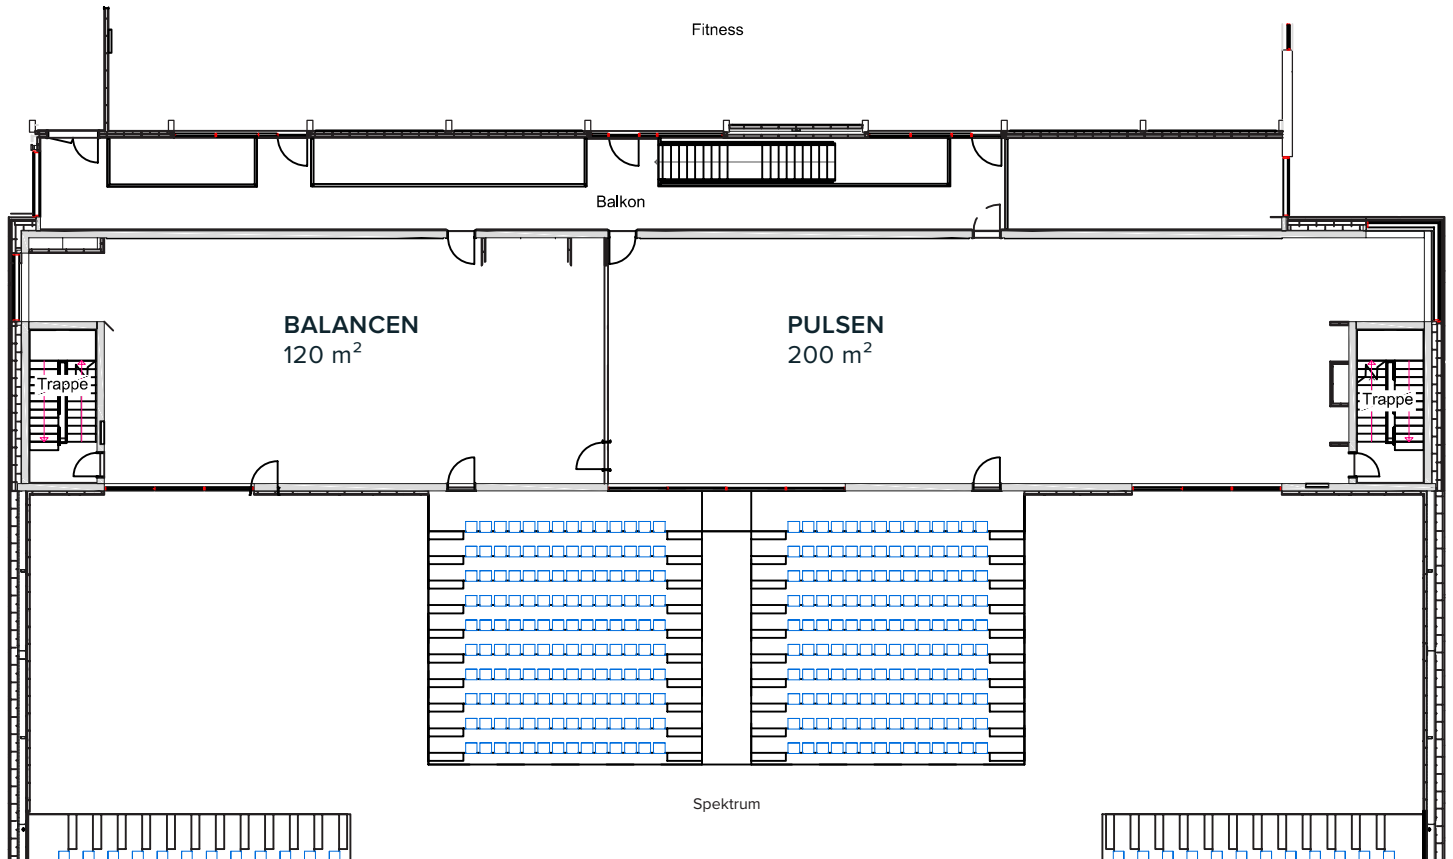 Fitness
Balkon
BALANCEN
120 m²
PULSEN
200 m²
Trappe
Trappe
Spektrum